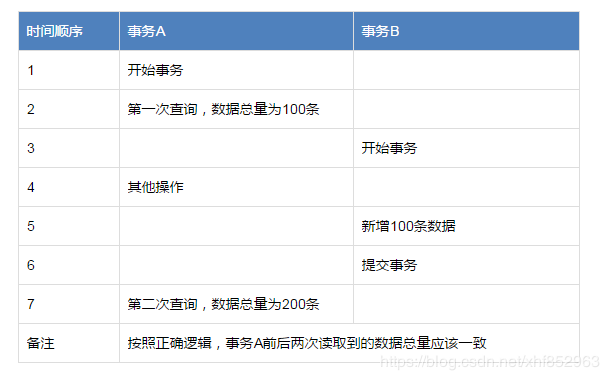 时间顺序 事务A 事务B
1 开始事务
2 第一次查询，数据总量为100条
3 开始事务
4 其他操作
5 新增100条数据
6 提交事务
7 第二次查询，数据总量为200条
备注 按照正确逻辑，事务A前后两次读取到的数据总量应该一致
https://blog.csdn.net/xhf852963